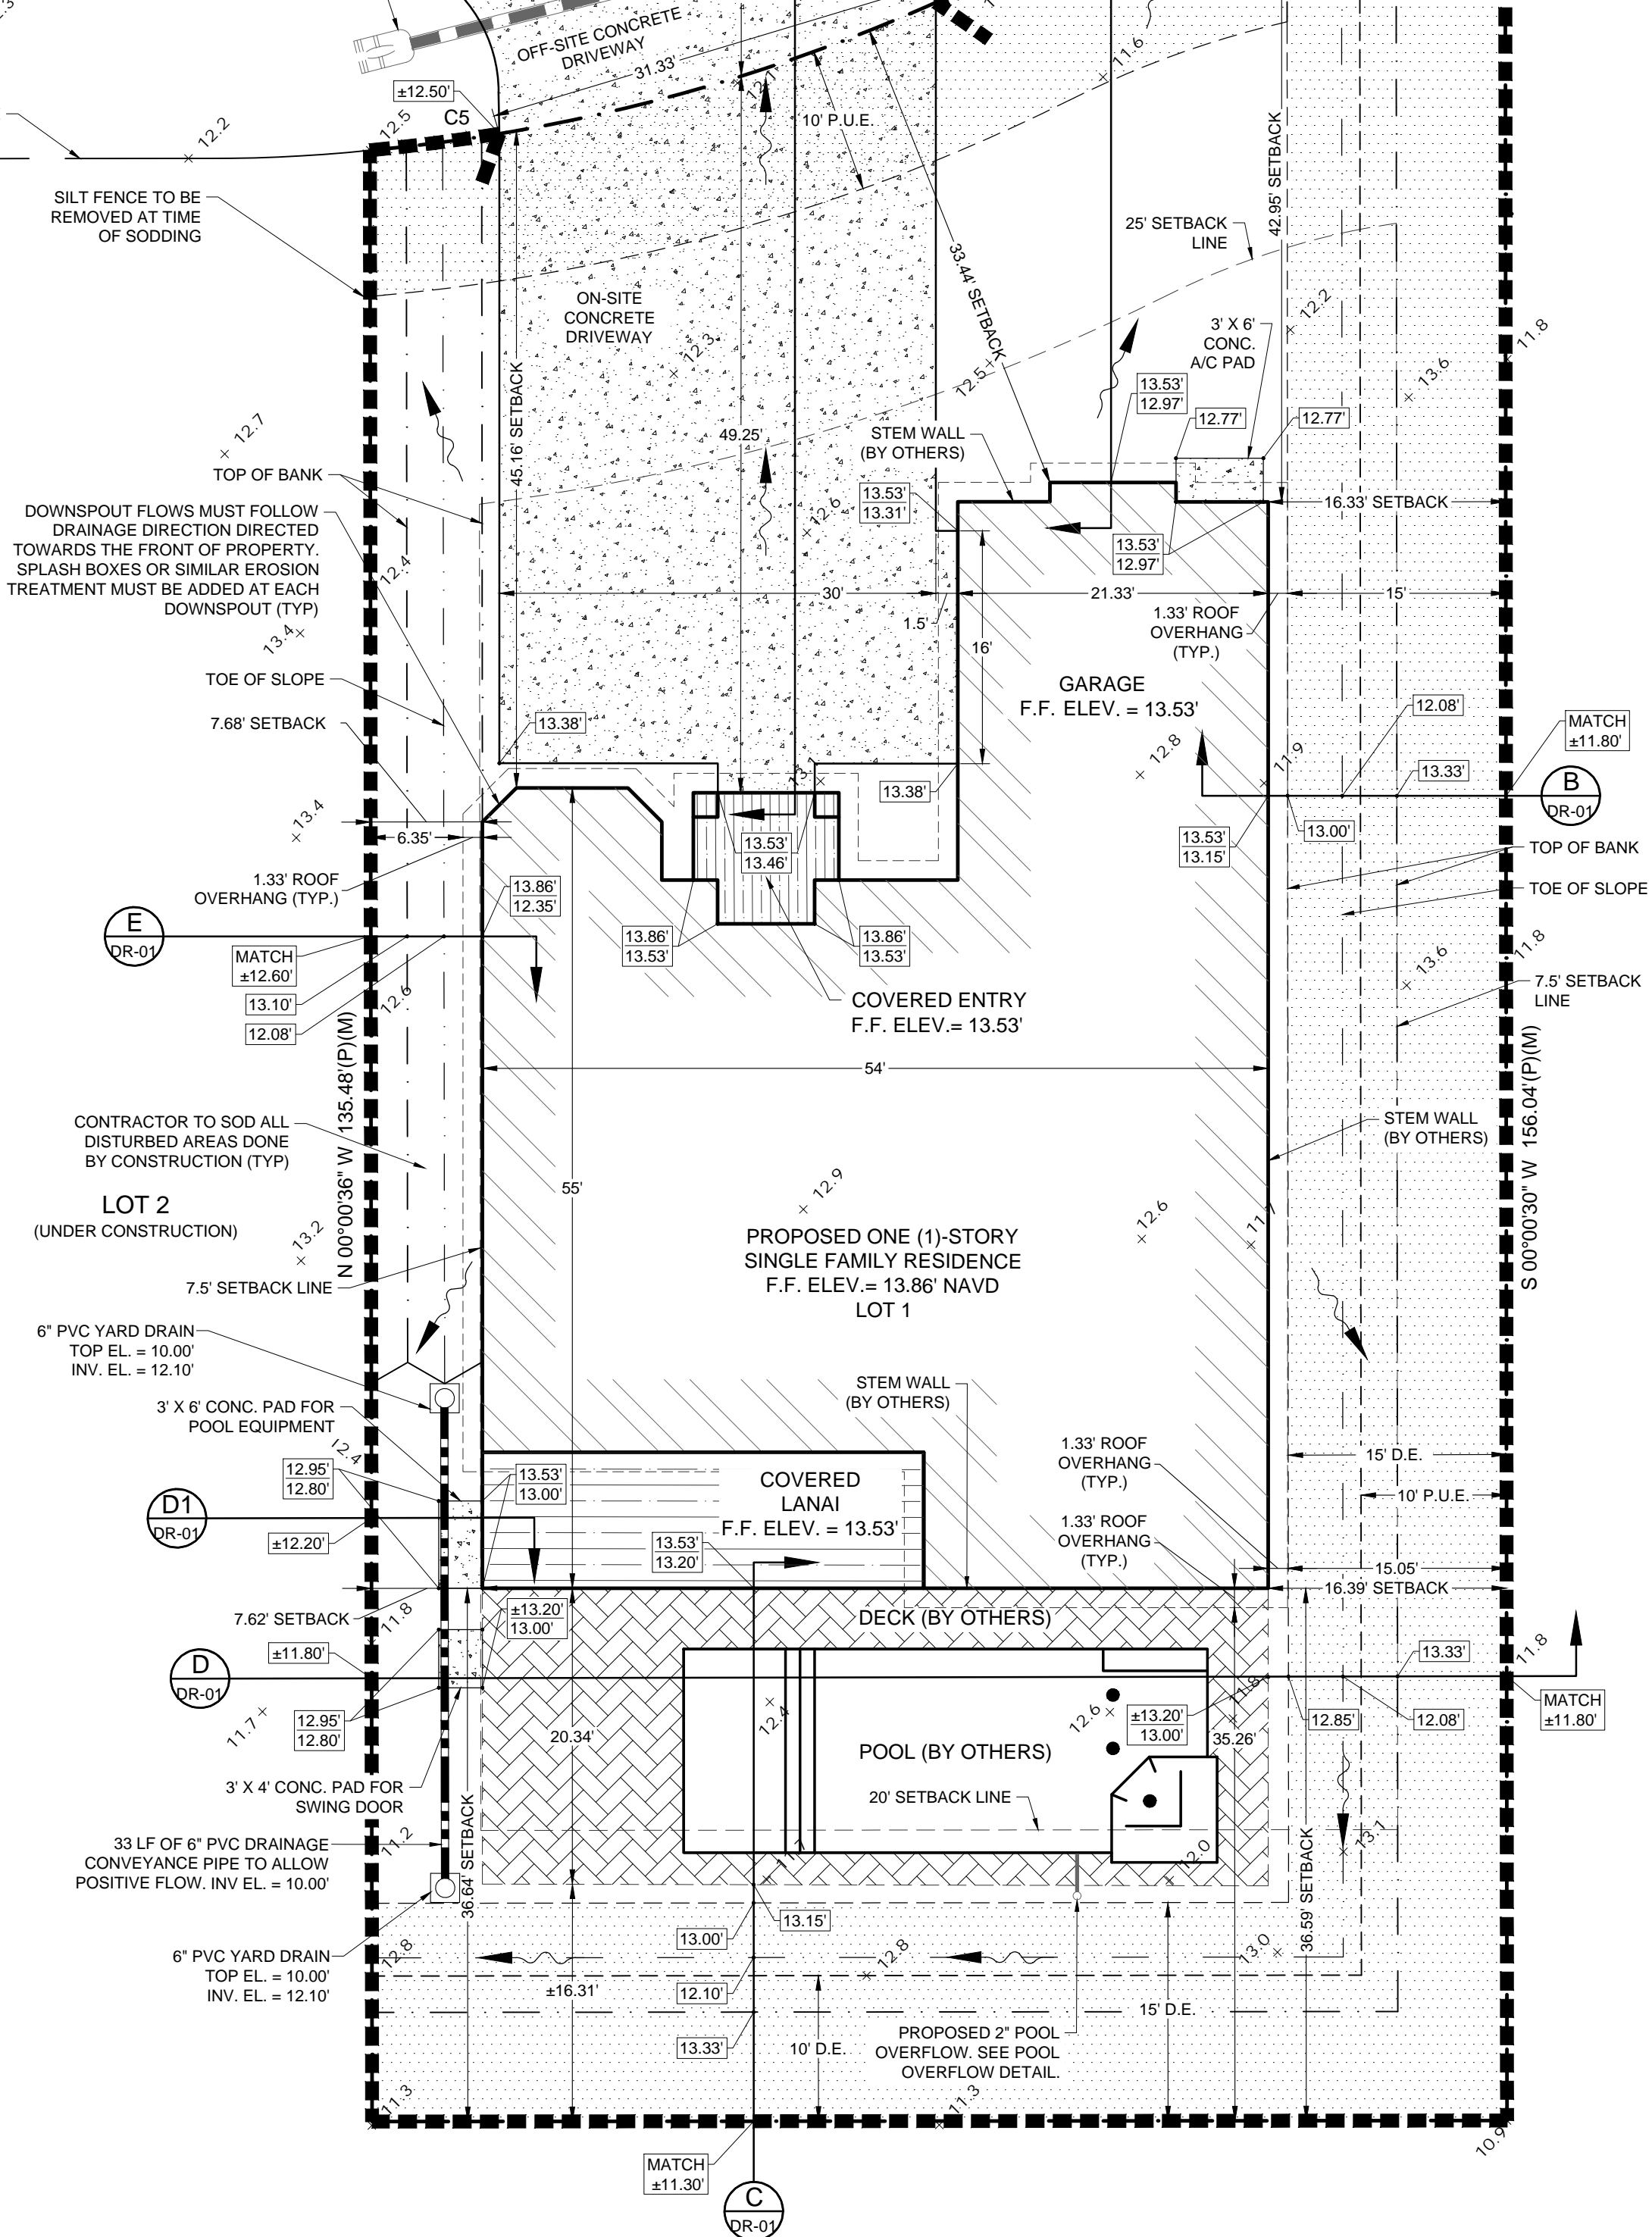 OFF-SITE CONCRETE
DRIVEWAY
31.33'
±12.50'
C5
12.5
12.2
12.1
11.6
10' P.U.E.
42.95' SETBACK
SILT FENCE TO BE
REMOVED AT TIME
OF SODDING
25' SETBACK
LINE
33.44' SETBACK
ON-SITE
CONCRETE
DRIVEWAY
12.3
12.2
11.8
3' X 6'
CONC.
A/C PAD
12.5
13.6
45.16' SETBACK
13.53'
12.97'
12.77'
12.77'
12.7
49.25'
STEM WALL
(BY OTHERS)
TOP OF BANK
13.53'
13.31'
16.33' SETBACK
DOWNSPOUT FLOWS MUST FOLLOW
DRAINAGE DIRECTION DIRECTED
TOWARDS THE FRONT OF PROPERTY.
SPLASH BOXES OR SIMILAR EROSION
TREATMENT MUST BE ADDED AT EACH
DOWNSPOUT (TYP)
12.6
12.4
13.53'
12.97'
30'
21.33'
15'
1.5'
1.33' ROOF
OVERHANG
(TYP.)
13.4
16'
TOE OF SLOPE
GARAGE
F.F. ELEV. = 13.53'
7.68' SETBACK
13.38'
12.08'
MATCH
±11.80'
12.8
11.9
13.33'
13.1
13.38'
B
DR-01
13.4
6.35'
13.53'
13.46'
13.53'
13.15'
13.00'
TOP OF BANK
1.33' ROOF
OVERHANG (TYP.)
13.86'
12.35'
TOE OF SLOPE
E
DR-01
MATCH
±12.60'
13.86'
13.53'
13.86'
13.53'
13.6
11.8
13.10'
12.6
12.08'
7.5' SETBACK
LINE
COVERED ENTRY
F.F. ELEV.= 13.53'
N 00°00'36" W  135.48'(P)(M)
54'
S 00°00'30" W  156.04'(P)(M)
CONTRACTOR TO SOD ALL
DISTURBED AREAS DONE
BY CONSTRUCTION (TYP)
STEM WALL
(BY OTHERS)
55'
12.9
LOT 2
(UNDER CONSTRUCTION)
12.6
13.2
PROPOSED ONE (1)-STORY
SINGLE FAMILY RESIDENCE
F.F. ELEV.= 13.86' NAVD
LOT 1
7.5' SETBACK LINE
6" PVC YARD DRAIN
TOP EL. = 10.00'
INV. EL. = 12.10'
STEM WALL
(BY OTHERS)
3' X 6' CONC. PAD FOR
POOL EQUIPMENT
12.4
1.33' ROOF
OVERHANG
(TYP.)
15' D.E.
12.95'
12.80'
13.53'
13.00'
COVERED
LANAI
F.F. ELEV. = 13.53'
10' P.U.E.
D1
DR-01
±12.20'
13.53'
13.20'
1.33' ROOF
OVERHANG
(TYP.)
15.05'
16.39' SETBACK
7.62' SETBACK
11.8
±13.20'
13.00'
DECK (BY OTHERS)
±11.80'
D
DR-01
13.33'
11.8
11.7
12.95'
12.80'
20.34'
12.4
12.6
±13.20'
13.00'
11.8
35.26'
12.85'
12.08'
MATCH
±11.80'
POOL (BY OTHERS)
3' X 4' CONC. PAD FOR
SWING DOOR
20' SETBACK LINE
33 LF OF 6" PVC DRAINAGE
CONVEYANCE PIPE TO ALLOW
POSITIVE FLOW. INV EL. = 10.00'
11.2
36.64' SETBACK
12.0
13.1
36.59' SETBACK
13.15'
13.00'
6" PVC YARD DRAIN
TOP EL. = 10.00'
INV. EL. = 12.10'
12.8
12.8
13.0
±16.31'
12.10'
15' D.E.
13.33'
10' D.E.
PROPOSED 2" POOL
OVERFLOW. SEE POOL
OVERFLOW DETAIL.
11.3
11.3
10.9
MATCH
±11.30'
C
DR-01